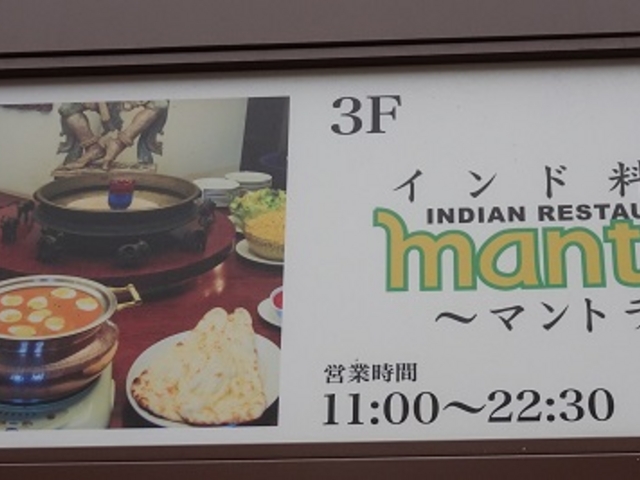 3F
インド料
INDIAN RESTAU
mant
～マントラ
営業時間
11:00～22:30